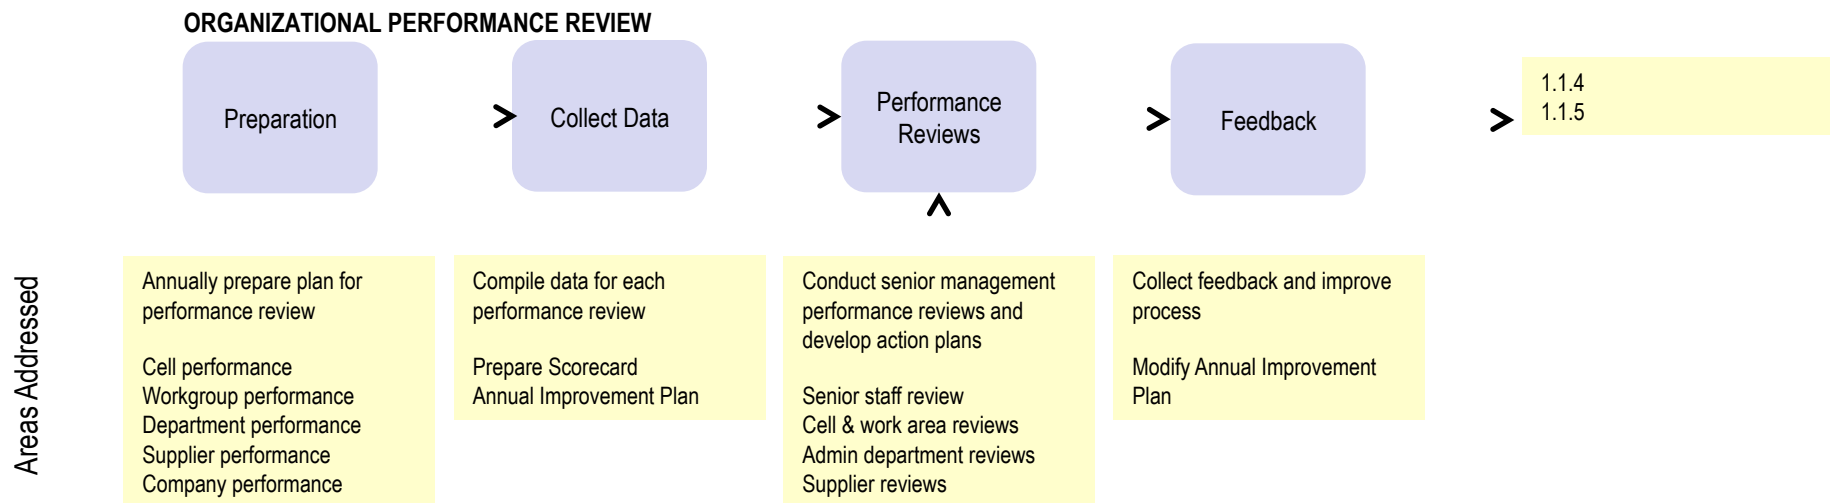 ORGANIZATIONAL PERFORMANCE REVIEW
Preparation
Collect Data
Performance
Reviews
Feedback
1.1.4
1.1.5
Areas Addressed
Annually prepare plan for
performance review
Cell performance
Workgroup performance
Department performance
Supplier performance
Company performance
Compile data for each
performance review
Prepare Scorecard
Annual Improvement Plan
Conduct senior management
performance reviews and
develop action plans
Senior staff review
Cell & work area reviews
Admin department reviews
Supplier reviews
Collect feedback and improve
process
Modify Annual Improvement
Plan